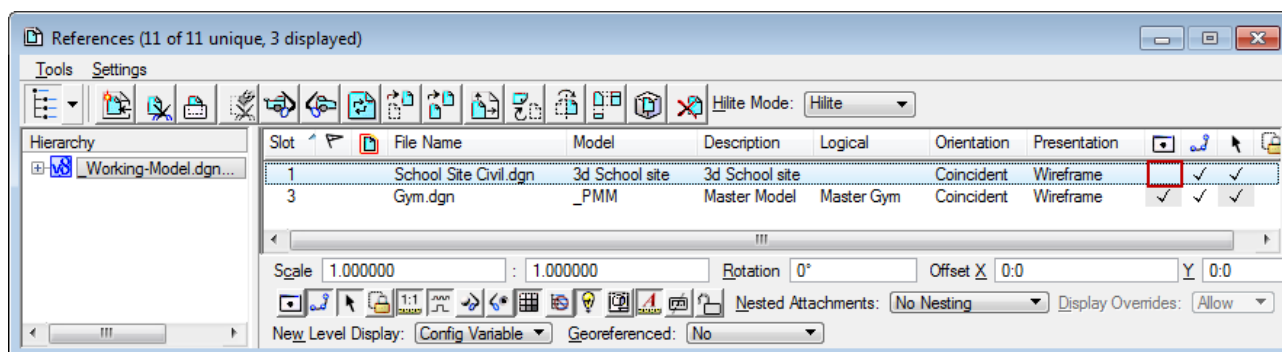 References (11 of 11 unique, 3 displayed)
Tools Settings
Hilite Mode: Hilite
Hierarchy
v8 _Working-Model.dgn...
Slot File Name Model Description Logical Orientation Presentation
1 School Site Civil.dgn 3d School site 3d School site Coincident Wireframe
3 Gym.dgn _PMM Master Model Master Gym Coincident Wireframe
Scale 1.000000 : 1.000000 Rotation 0° Offset X 0:0 Y 0:0
1:1 A Nested Attachments: No Nesting Display Overrides: Allow
New Level Display: Config Variable Georeferenced: No